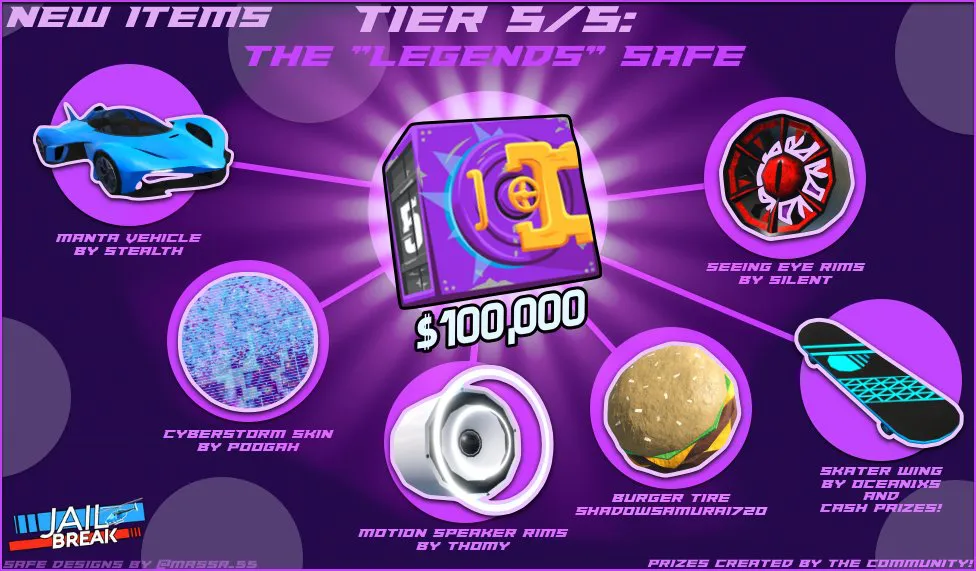 NEW ITEMS
TIER 5/5:
THE "LEGENDS" SAFE
5
$100,000
MANTA VEHICLE
BY STEALTH
SEEING EYE RIMS
BY SILENT
CYBERSTORM SKIN
BY POOGAH
MOTION SPEAKER RIMS
BY THOMY
BURGER TIRE
SHADOWSAMURAI720
SKATER WING
BY OCEANIXS
AND
CASH PRIZES!
JAIL
BREAK
SAFE DESIGNS BY @MASSA_55
PRIZES CREATED BY THE COMMUNITY!